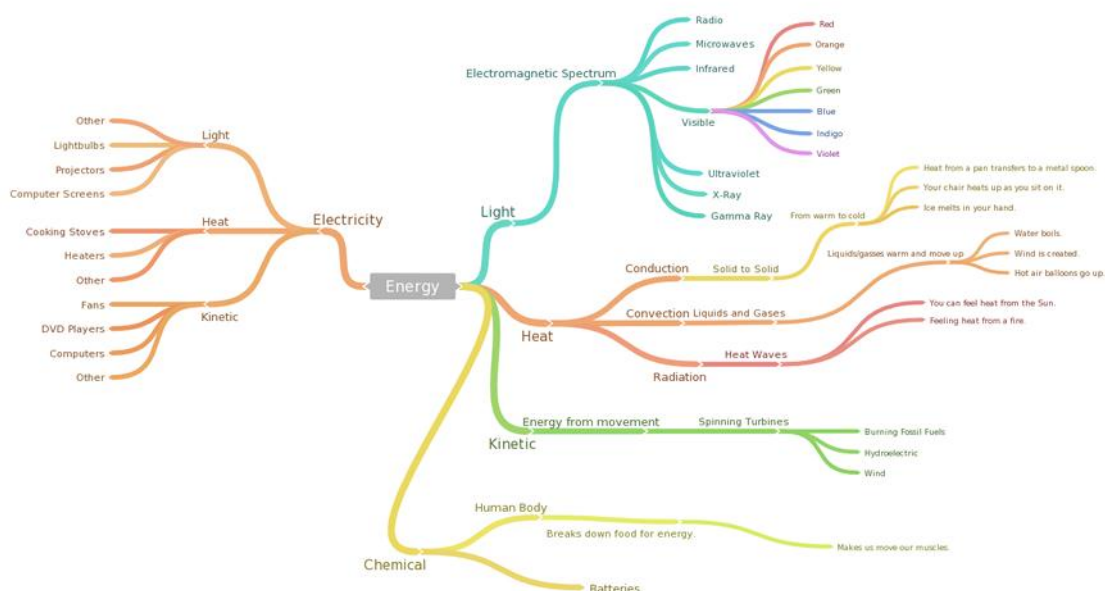 Energy
Electricity
Light
Other
Lightbulbs
Projectors
Computer Screens
Heat
Cooking Stoves
Heaters
Other
Kinetic
Fans
DVD Players
Computers
Other
Light
Electromagnetic Spectrum
Radio
Microwaves
Infrared
Visible
Red
Orange
Yellow
Green
Blue
Indigo
Violet
Ultraviolet
X-Ray
Gamma Ray
Heat
Conduction
Solid to Solid
From warm to cold
Heat from a pan transfers to a metal spoon.
Your chair heats up as you sit on it.
Ice melts in your hand.
Convection
Liquids and Gases
Liquids/gasses warm and move up
Water boils.
Wind is created.
Hot air balloons go up.
Radiation
Heat Waves
You can feel heat from the Sun.
Feeling heat from a fire.
Kinetic
Energy from movement
Spinning Turbines
Burning Fossil Fuels
Hydroelectric
Wind
Chemical
Human Body
Breaks down food for energy.
Makes us move our muscles.
Batteries